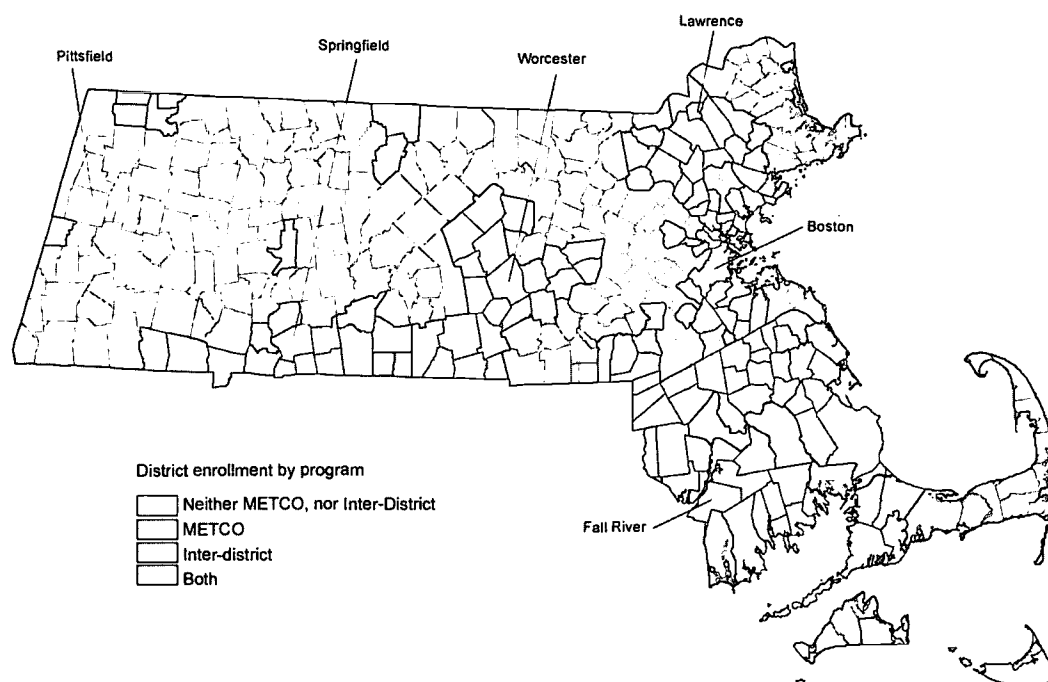 Lawrence
Springfield
Pittsfield
Worcester
Boston
District enrollment by program
Neither METCO, nor Inter-District
METCO
Inter-district
Both
Fall River